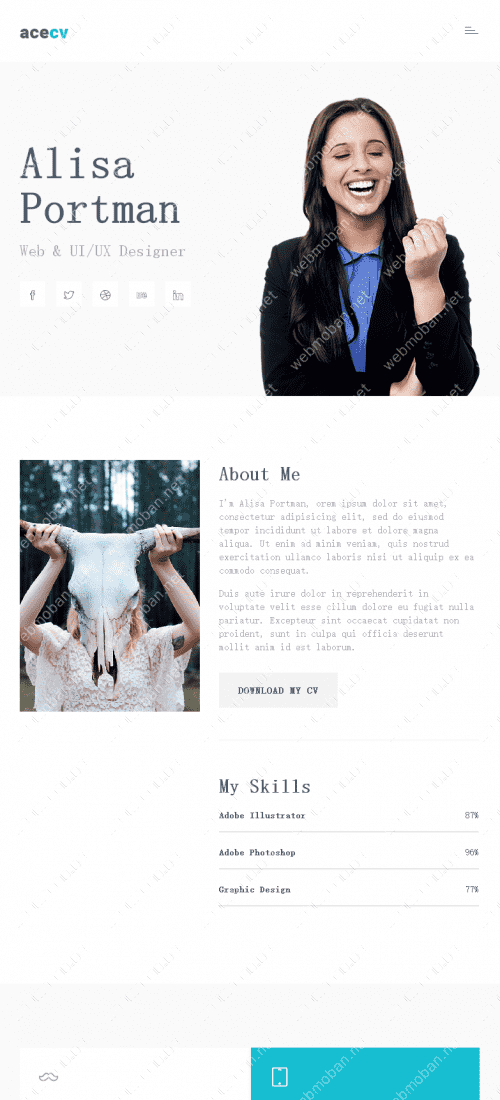 acecv
Alisa
Portman
Web & UI/UX Designer
Bē
in
About Me
I'm Alisa Portman, orem ipsum dolor sit amet,
consectetur adipisicing elit, sed do eiusmod
tempor incididunt ut labore et dolore magna
aliqua. Ut enim ad minim veniam, quis nostrud
exercitation ullamco laboris nisi ut aliquip ex ea
commodo consequat.
Duis aute irure dolor in reprehenderit in
voluptate velit esse cillum dolore eu fugiat nulla
pariatur. Excepteur sint occaecat cupidatat non
proident, sunt in culpa qui officia deserunt
mollit anim id est laborum.
DOWNLOAD MY CV
My Skills
Adobe Illustrator 87%
Adobe Photoshop 96%
Graphic Design 77%
webmoban.net